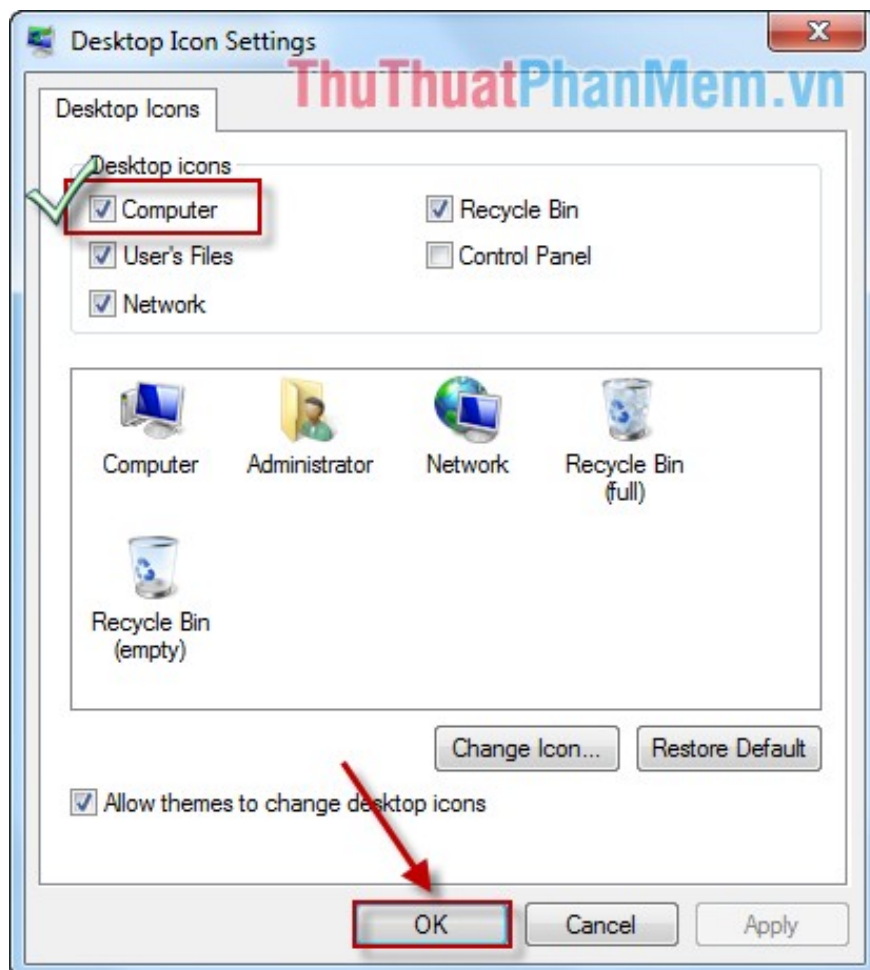 Desktop Icon Settings
ThuThuatPhanMem.vn
Desktop Icons
Desktop icons
Computer
Recycle Bin
User's Files
Control Panel
Network
Computer
Administrator
Network
Recycle Bin
(full)
Recycle Bin
(empty)
Change Icon...
Restore Default
Allow themes to change desktop icons
OK
Cancel
Apply